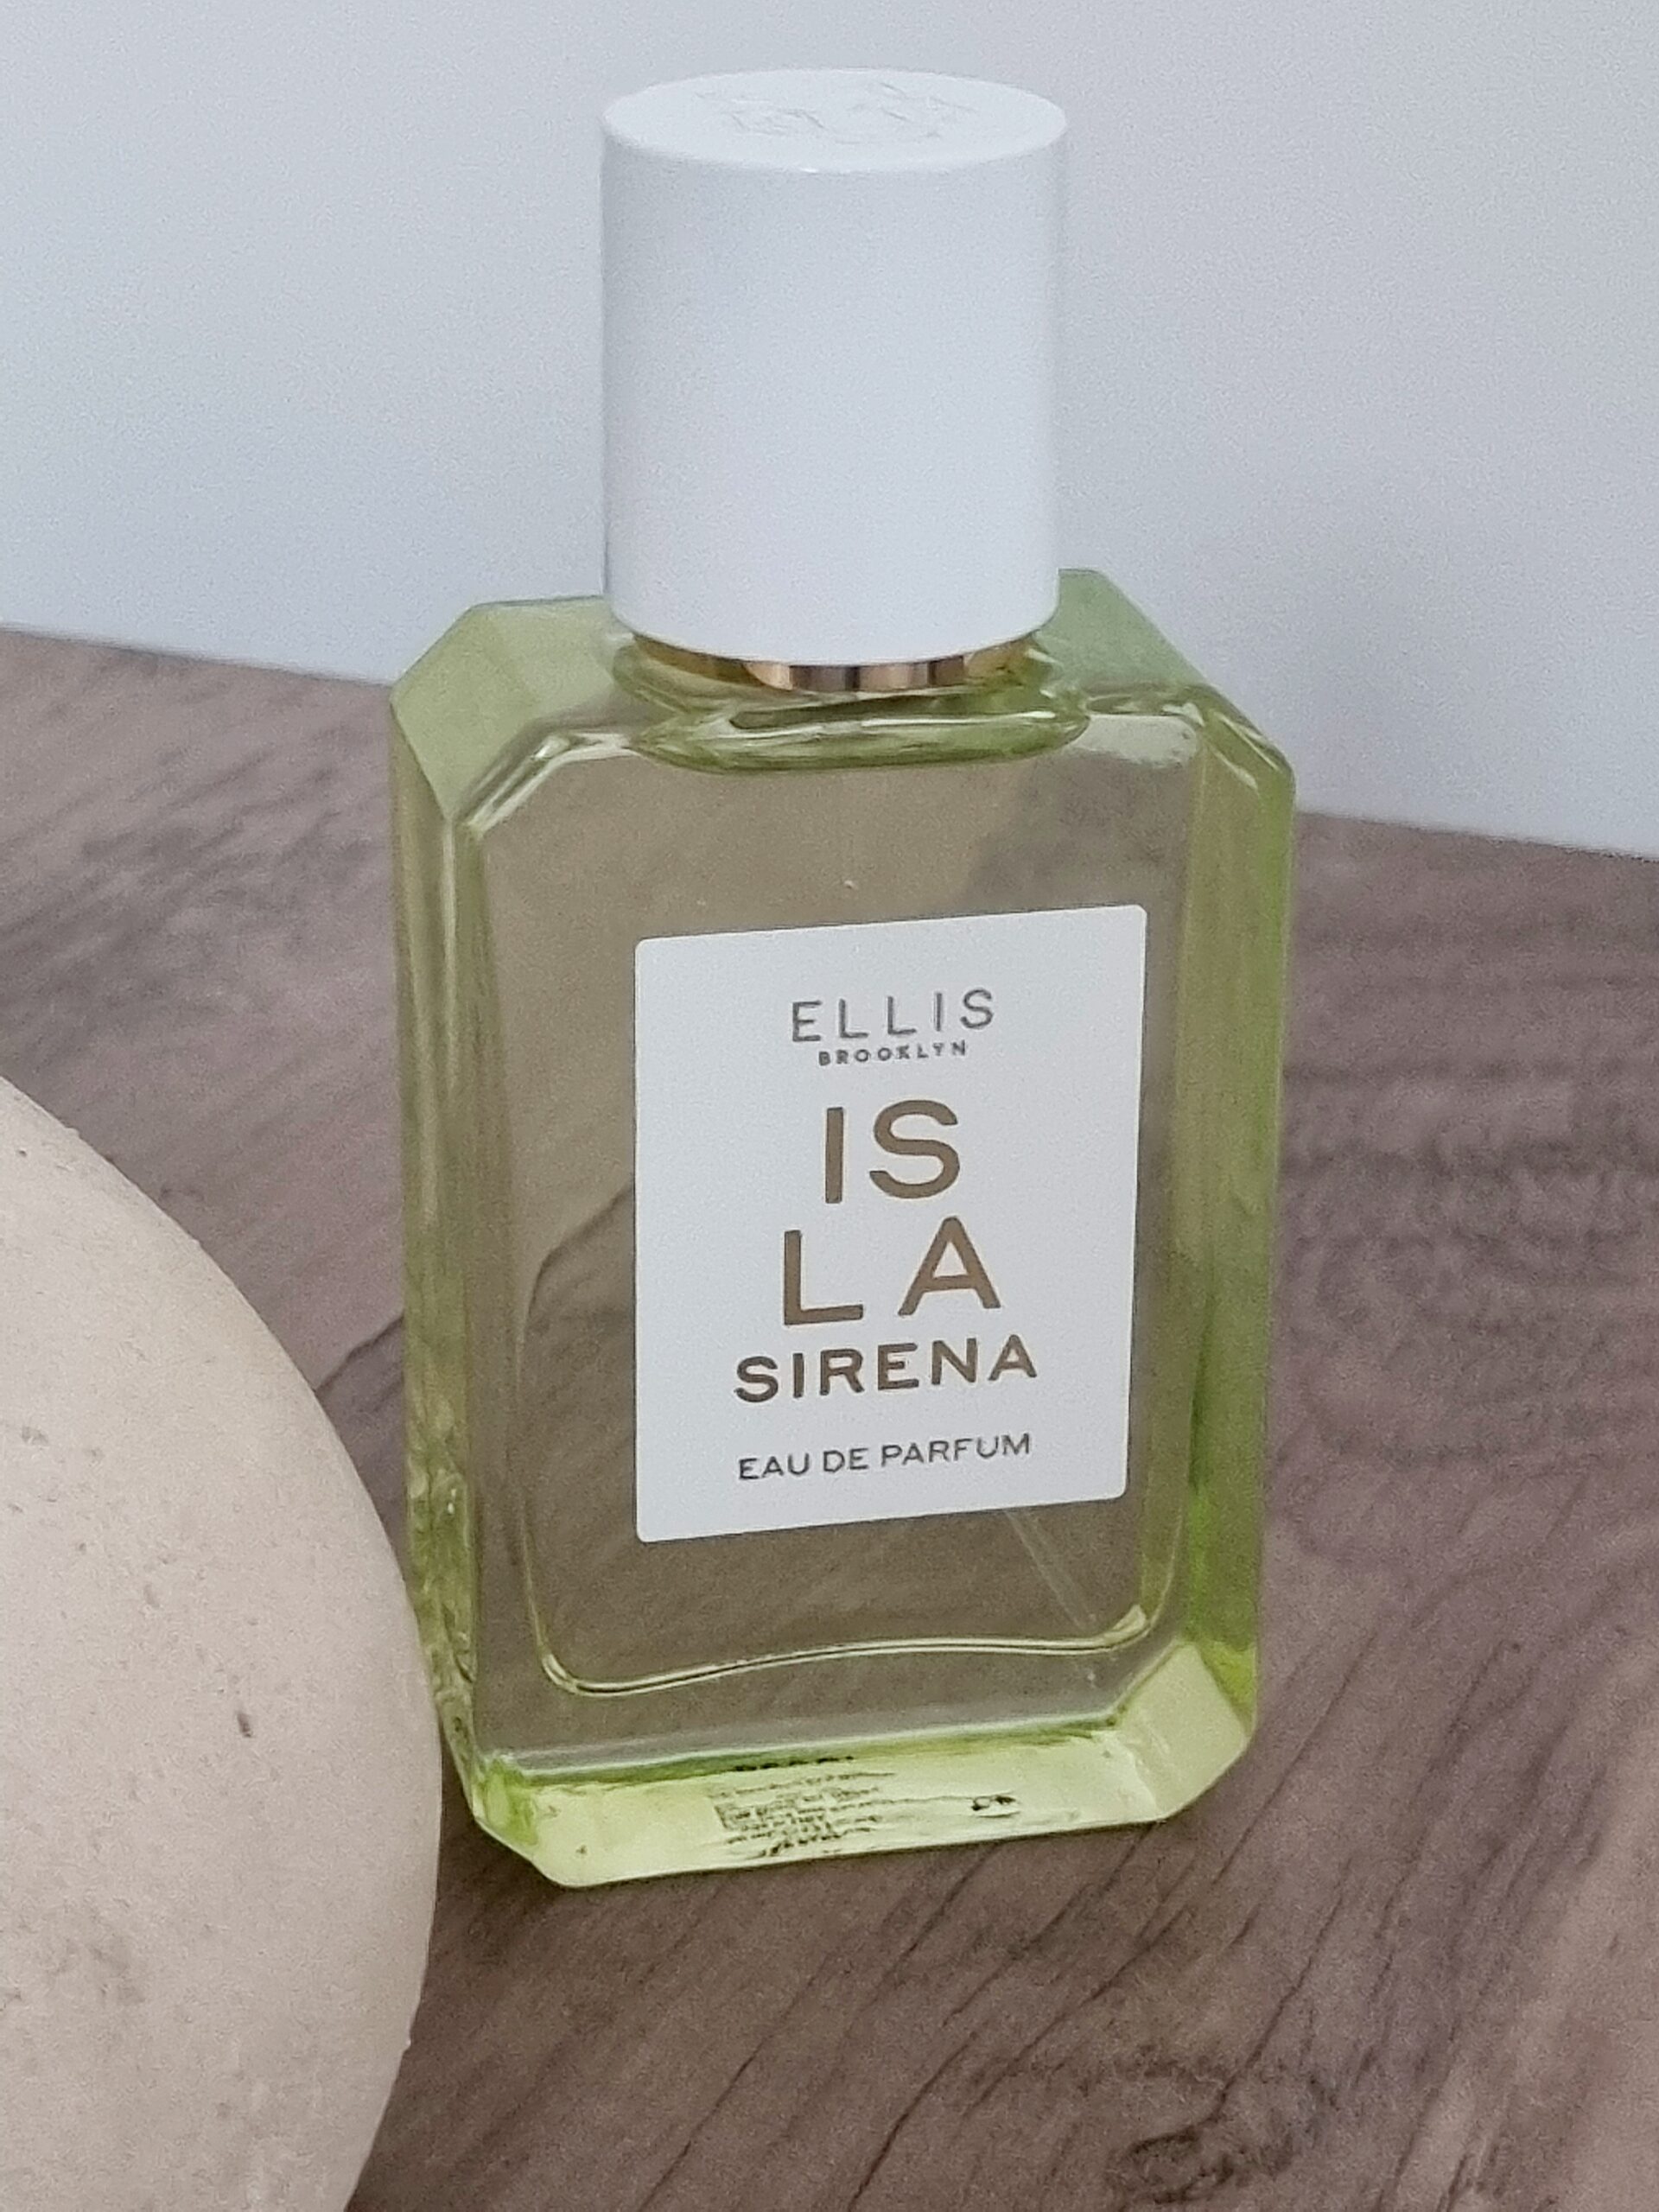 ELLIS
BROOKLYN
IS
LA
SIRENA
EAU DE PARFUM